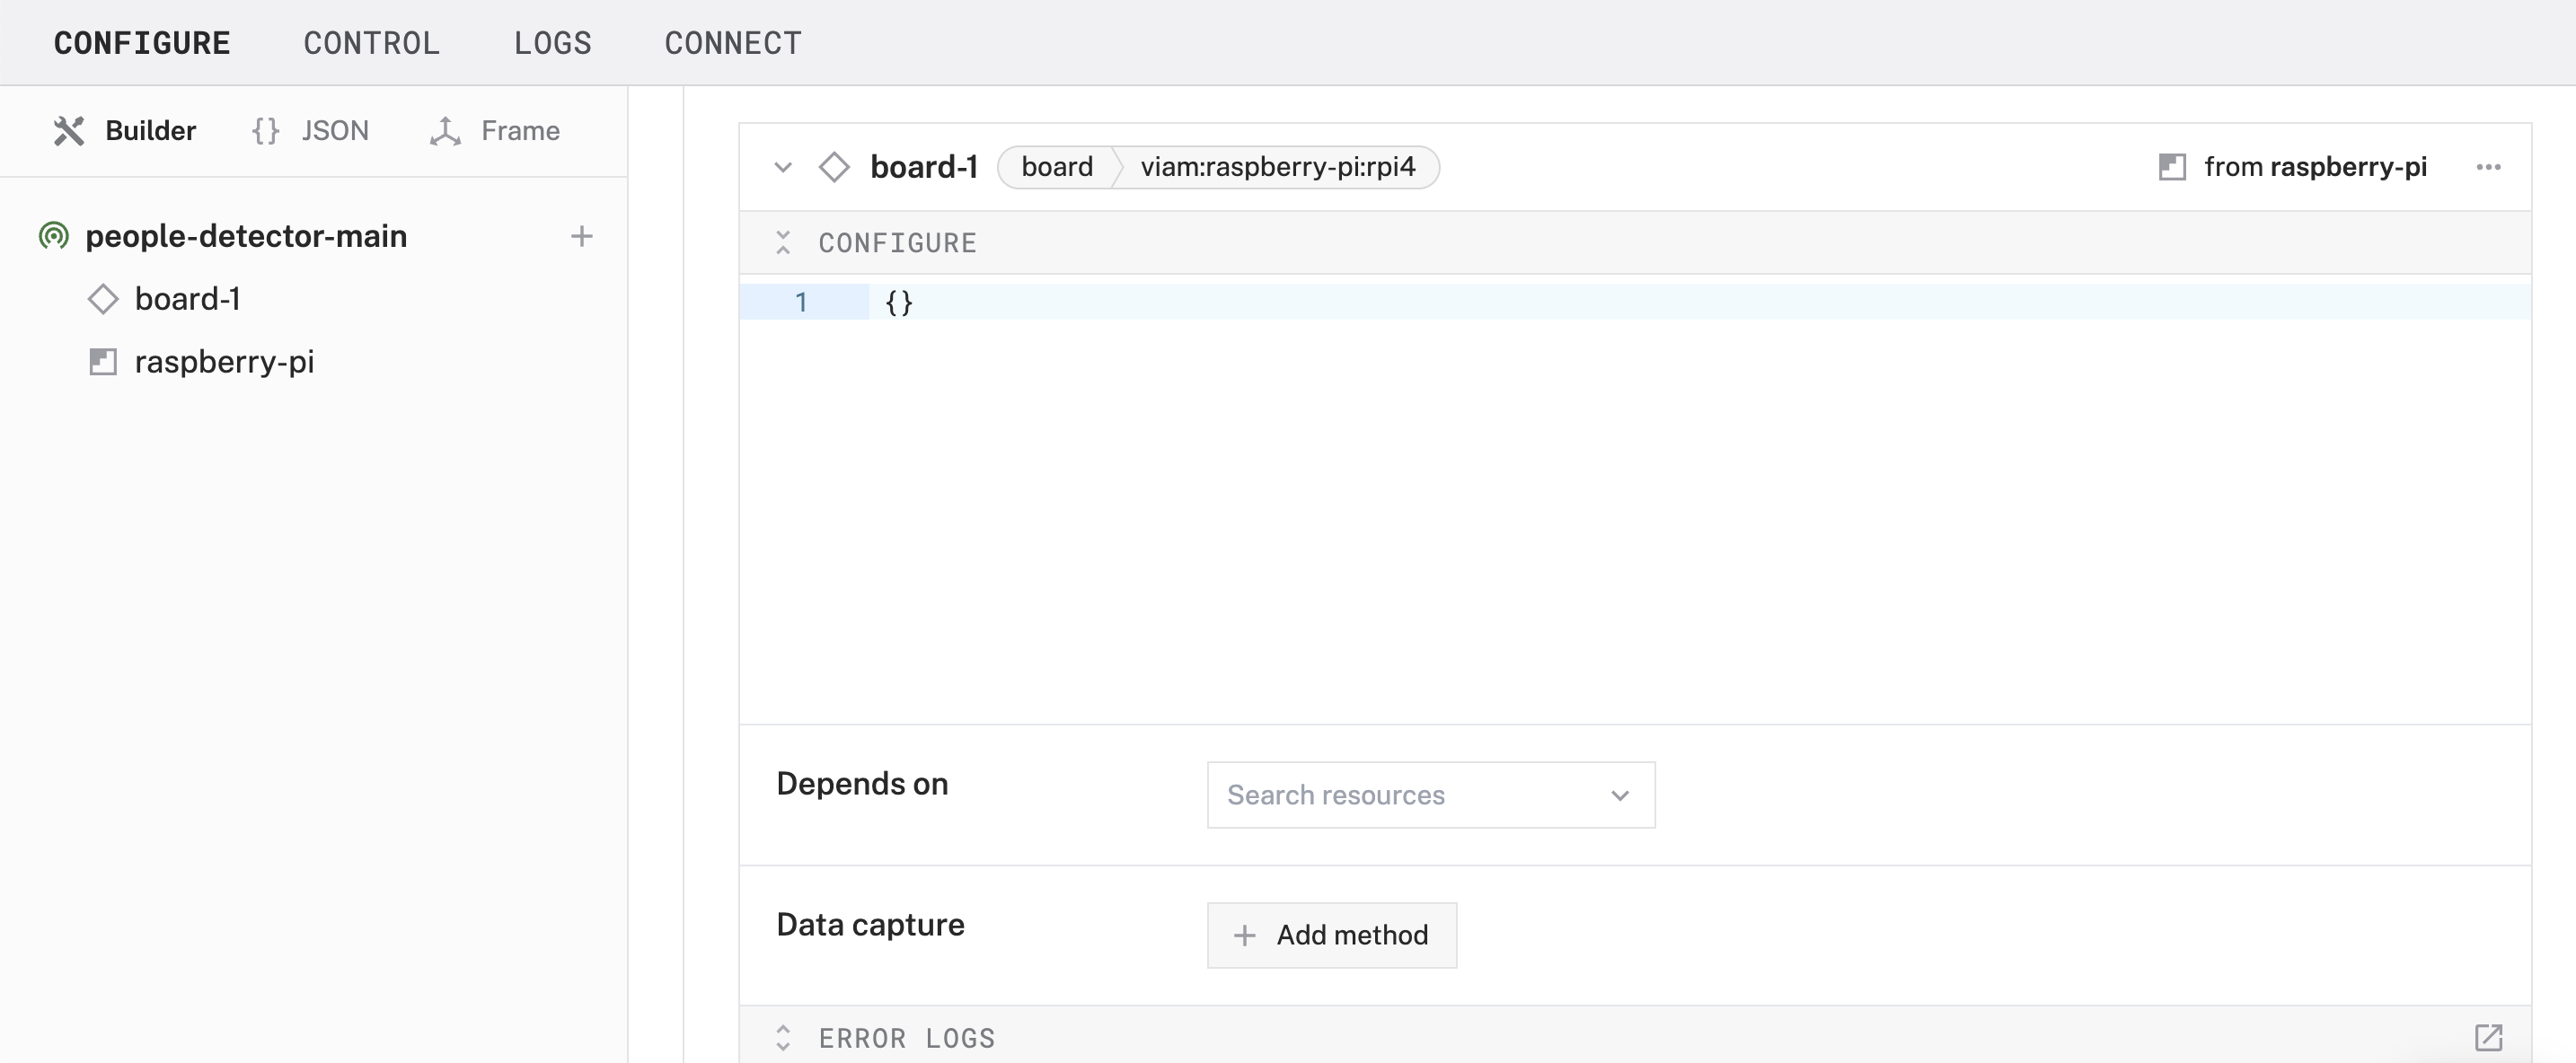 CONFIGURE CONTROL LOGS CONNECT
Builder {} JSON Frame
people-detector-main
board-1
raspberry-pi
board-1 board viam:raspberry-pi:rpi4 from raspberry-pi
CONFIGURE
1 {}
Depends on Search resources
Data capture + Add method
ERROR LOGS